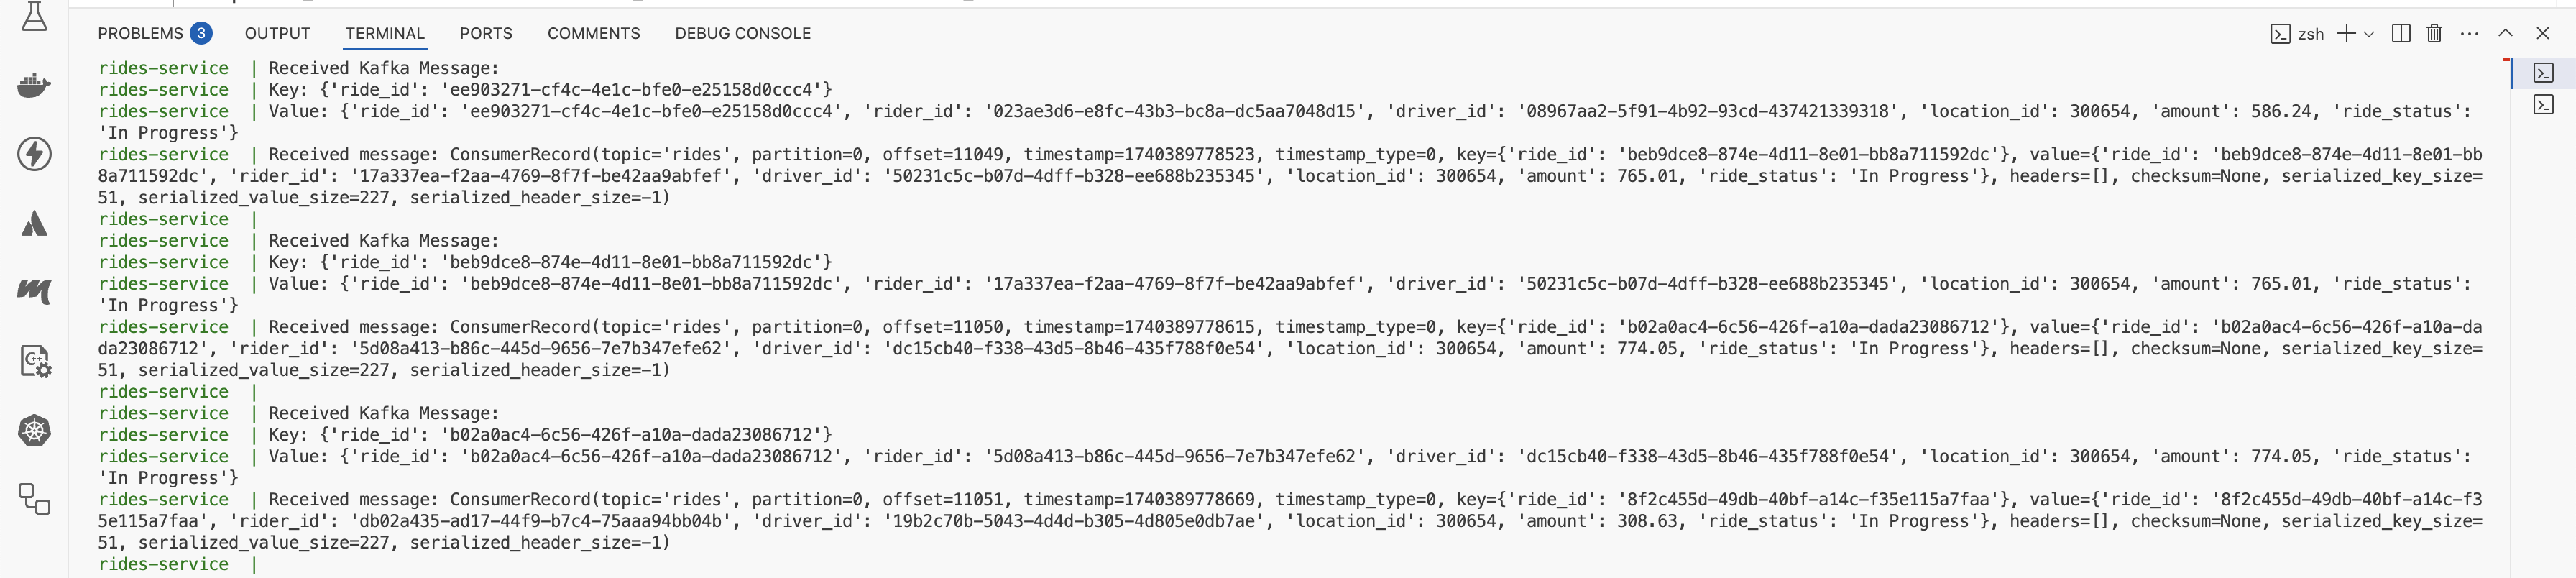 PROBLEMS 3 OUTPUT TERMINAL PORTS COMMENTS DEBUG CONSOLE zsh
rides-service | Received Kafka Message:
rides-service | Key: {'ride_id': 'ee903271-cf4c-4e1c-bfe0-e25158d0ccc4'}
rides-service | Value: {'ride_id': 'ee903271-cf4c-4e1c-bfe0-e25158d0ccc4', 'rider_id': '023ae3d6-e8fc-43b3-bc8a-dc5aa7048d15', 'driver_id': '08967aa2-5f91-4b92-93cd-437421339318', 'location_id': 300654, 'amount': 586.24, 'ride_status':
'In Progress'}
rides-service | Received message: ConsumerRecord(topic='rides', partition=0, offset=11049, timestamp=1740389778523, timestamp_type=0, key={'ride_id': 'beb9dce8-874e-4d11-8e01-bb8a711592dc'}, value={'ride_id': 'beb9dce8-874e-4d11-8e01-bb
8a711592dc', 'rider_id': '17a337ea-f2aa-4769-8f7f-be42aa9abfef', 'driver_id': '50231c5c-b07d-4dff-b328-ee688b235345', 'location_id': 300654, 'amount': 765.01, 'ride_status': 'In Progress'}, headers=[], checksum=None, serialized_key_size=
51, serialized_value_size=227, serialized_header_size=-1)
rides-service |
rides-service | Received Kafka Message:
rides-service | Key: {'ride_id': 'beb9dce8-874e-4d11-8e01-bb8a711592dc'}
rides-service | Value: {'ride_id': 'beb9dce8-874e-4d11-8e01-bb8a711592dc', 'rider_id': '17a337ea-f2aa-4769-8f7f-be42aa9abfef', 'driver_id': '50231c5c-b07d-4dff-b328-ee688b235345', 'location_id': 300654, 'amount': 765.01, 'ride_status':
'In Progress'}
rides-service | Received message: ConsumerRecord(topic='rides', partition=0, offset=11050, timestamp=1740389778615, timestamp_type=0, key={'ride_id': 'b02a0ac4-6c56-426f-a10a-dada23086712'}, value={'ride_id': 'b02a0ac4-6c56-426f-a10a-da
da23086712', 'rider_id': '5d08a413-b86c-445d-9656-7e7b347efe62', 'driver_id': 'dc15cb40-f338-43d5-8b46-435f788f0e54', 'location_id': 300654, 'amount': 774.05, 'ride_status': 'In Progress'}, headers=[], checksum=None, serialized_key_size=
51, serialized_value_size=227, serialized_header_size=-1)
rides-service |
rides-service | Received Kafka Message:
rides-service | Key: {'ride_id': 'b02a0ac4-6c56-426f-a10a-dada23086712'}
rides-service | Value: {'ride_id': 'b02a0ac4-6c56-426f-a10a-dada23086712', 'rider_id': '5d08a413-b86c-445d-9656-7e7b347efe62', 'driver_id': 'dc15cb40-f338-43d5-8b46-435f788f0e54', 'location_id': 300654, 'amount': 774.05, 'ride_status':
'In Progress'}
rides-service | Received message: ConsumerRecord(topic='rides', partition=0, offset=11051, timestamp=1740389778669, timestamp_type=0, key={'ride_id': '8f2c455d-49db-40bf-a14c-f35e115a7faa'}, value={'ride_id': '8f2c455d-49db-40bf-a14c-f3
5e115a7faa', 'rider_id': 'db02a435-ad17-44f9-b7c4-75aaa94bb04b', 'driver_id': '19b2c70b-5043-4d4d-b305-4d805e0db7ae', 'location_id': 300654, 'amount': 308.63, 'ride_status': 'In Progress'}, headers=[], checksum=None, serialized_key_size=
51, serialized_value_size=227, serialized_header_size=-1)
rides-service |